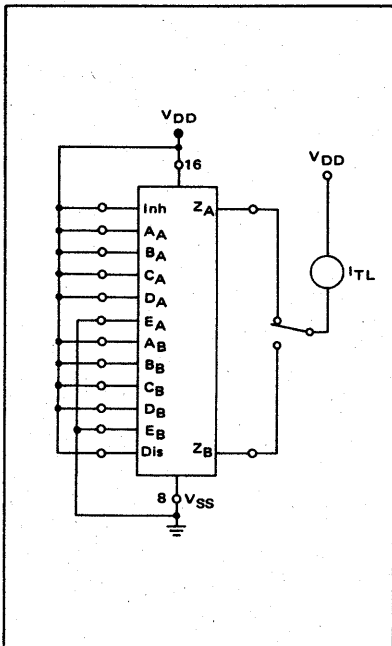 VDD
16
VDD
Inh
ZA
AA
BA
CA
ITL
DA
EA
AB
BB
CB
DB
EB
ZB
Dis
8
VSS